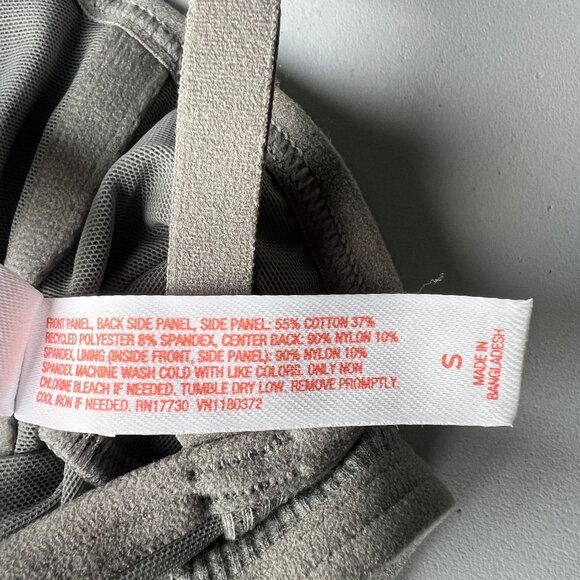 FRONT PANEL, BACK SIDE PANEL, SIDE PANEL: 55% COTTON 37%
RECYCLED POLYESTER 8% SPANDEX, CENTER BACK: 90% NYLON 10%
SPANDEX, LINING (INSIDE FRONT, SIDE PANEL): 90% NYLON 10%
SPANDEX MACHINE WASH COLD WITH LIKE COLORS. ONLY NON
CHLORINE BLEACH IF NEEDED. TUMBLE DRY LOW. REMOVE PROMPTLY.
COOL IRON IF NEEDED. RN17730 VN1180372
S
MADE IN
BANGLADESH